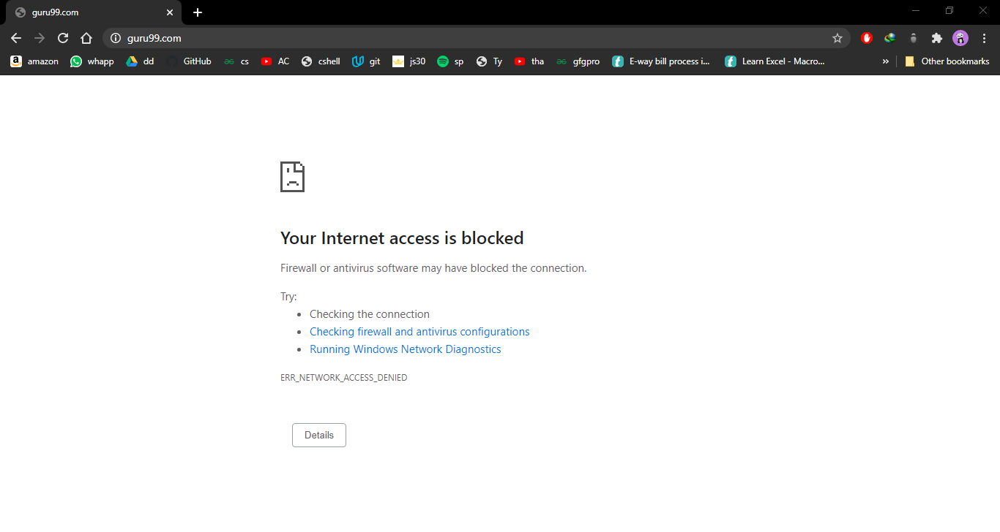 guru99.com
guru99.com
amazon whapp dd GitHub cs AC cshell git js30 sp Ty tha gfgpro E-way bill process i... Learn Excel - Macro... » Other bookmarks
Your Internet access is blocked
Firewall or antivirus software may have blocked the connection.
Try:
• Checking the connection
• Checking firewall and antivirus configurations
• Running Windows Network Diagnostics
ERR_NETWORK_ACCESS_DENIED
Details